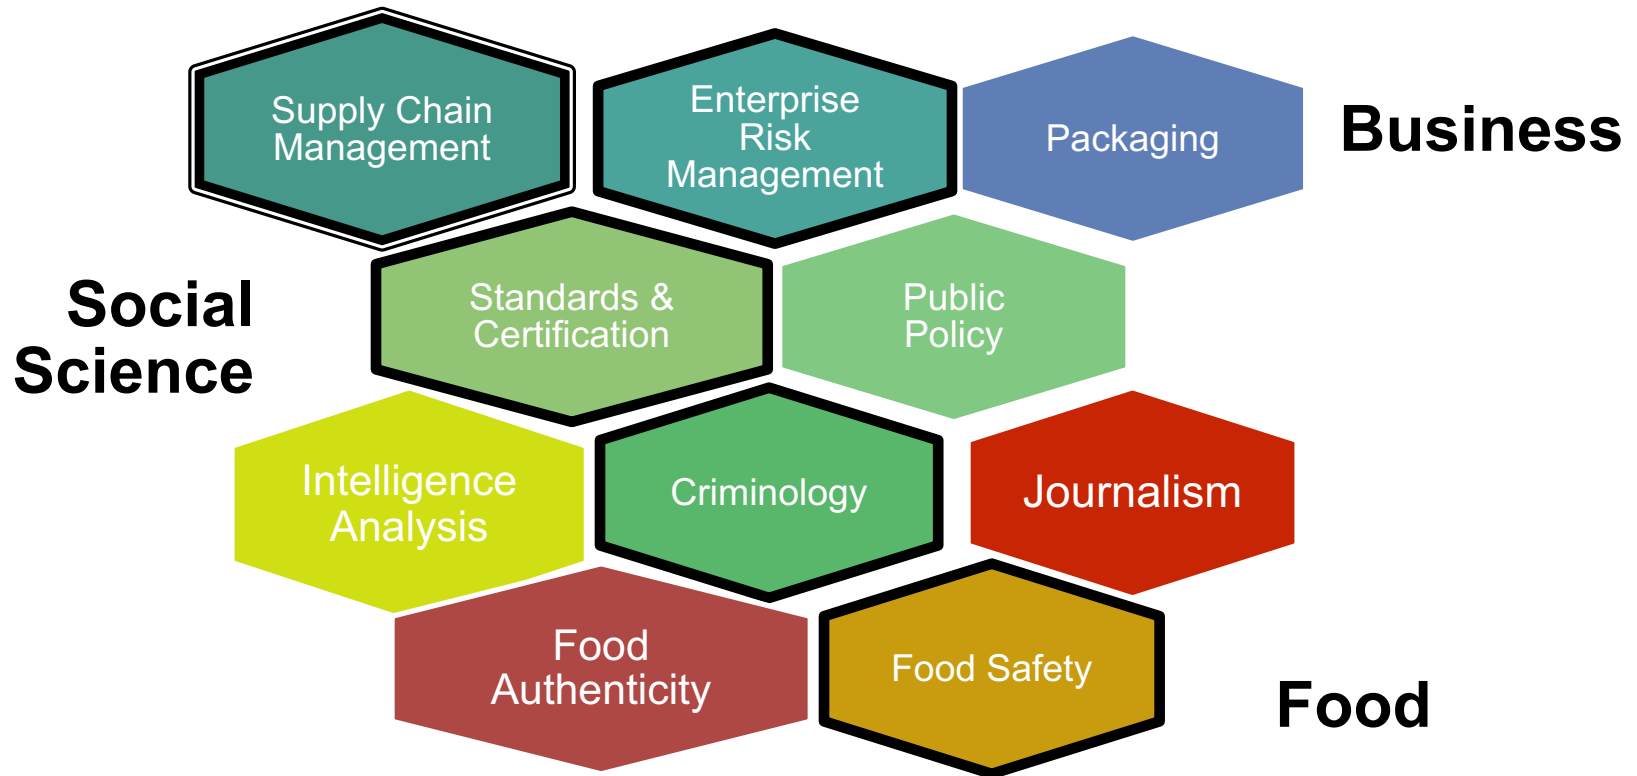 Supply Chain
Management
Enterprise
Risk
Management
Packaging
Business
Social
Science
Standards &
Certification
Public
Policy
Intelligence
Analysis
Criminology
Journalism
Food
Authenticity
Food Safety
Food